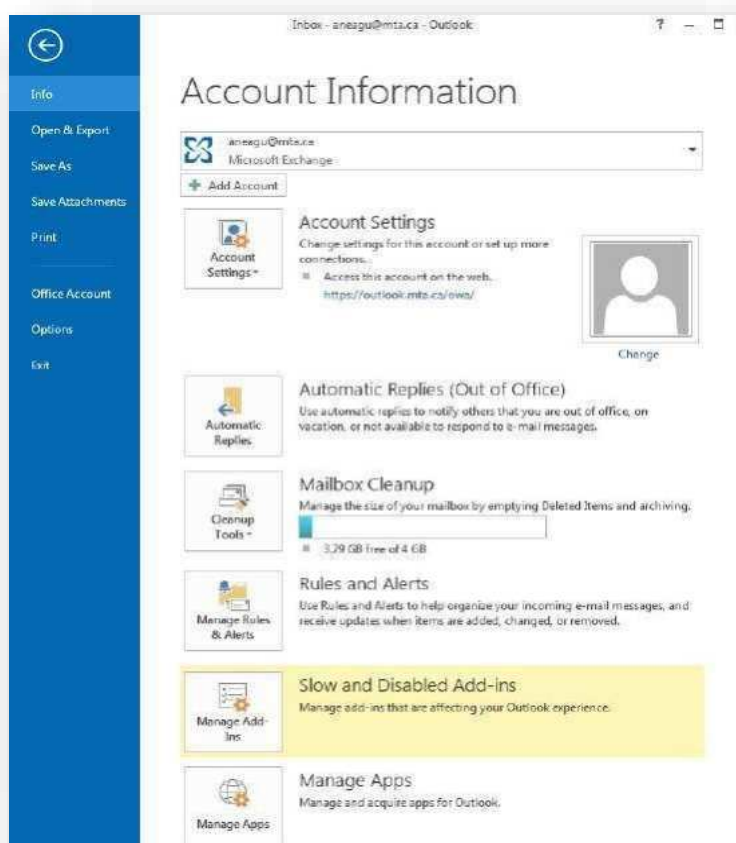 Inbox - aneagu@mta.ca - Outlook
?
Info
Open & Export
Save As
Save Attachments
Print
Office Account
Options
Exit
Account Information
aneagu@mta.ca
Microsoft Exchange
Add Account
Account
Settings
Account Settings
Change settings for this account or set up more
connections.
Access this account on the web.
https://outlook.mta.ca/owa/
Change
Automatic
Replies
Automatic Replies (Out of Office)
Use automatic replies to notify others that you are out of office, on
vacation, or not available to respond to e-mail messages.
Cleanup
Tools
Mailbox Cleanup
Manage the size of your mailbox by emptying Deleted Items and archiving.
3.29 GB free of 4 GB
Manage Rules
& Alerts
Rules and Alerts
Use Rules and Alerts to help organize your incoming e-mail messages, and
receive updates when items are added, changed, or removed.
Manage Add-
Ins
Slow and Disabled Add-ins
Manage add-ins that are affecting your Outlook experience.
Manage Apps
Manage Apps
Manage and acquire apps for Outlook.